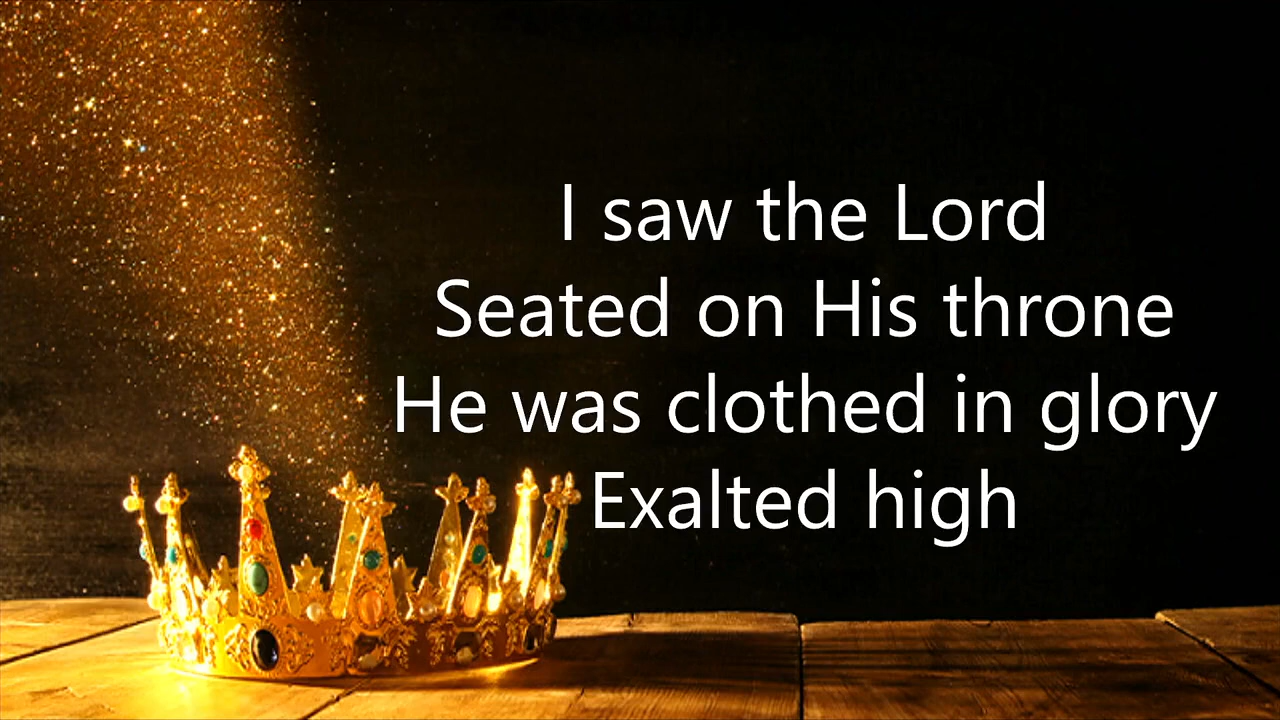 I saw the Lord
Seated on His throne
He was clothed in glory
Exalted high